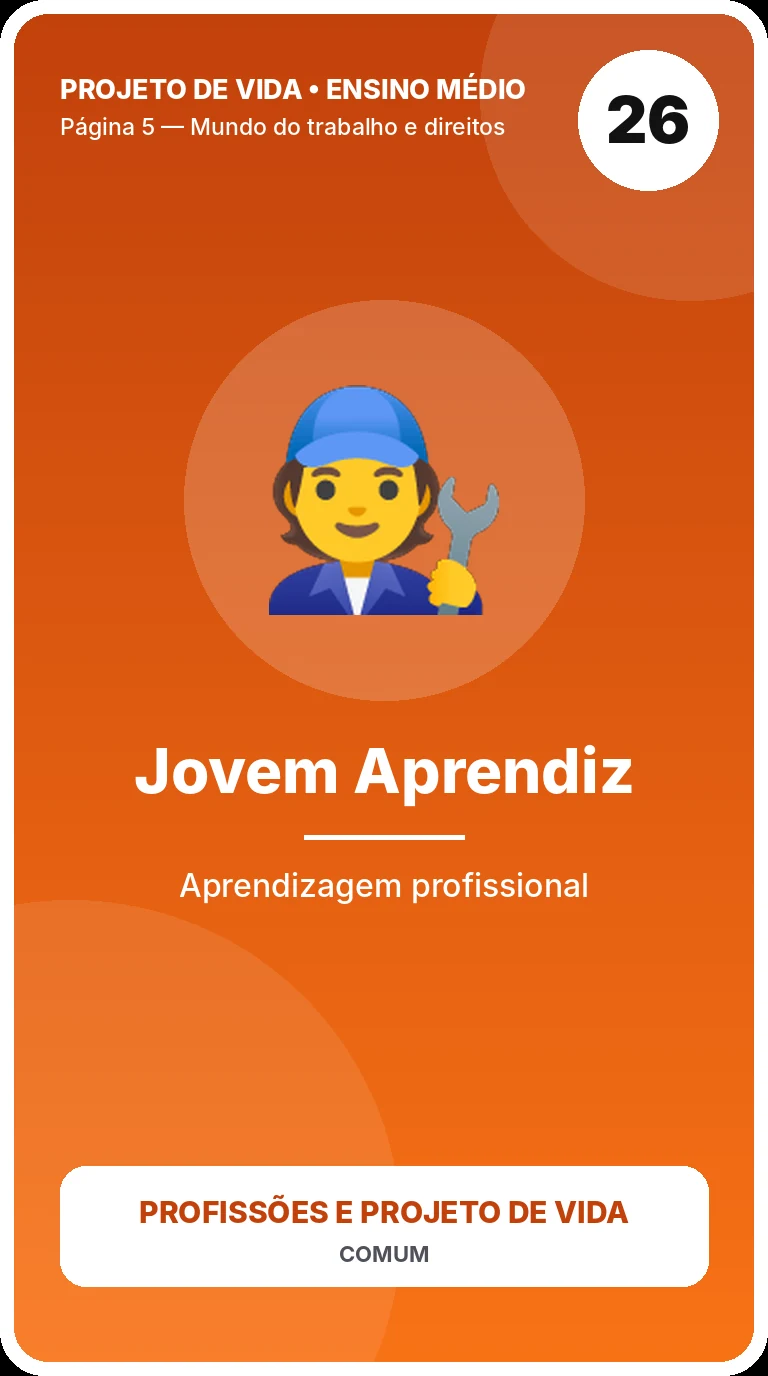 PROJETO DE VIDA • ENSINO MÉDIO
Página 5 — Mundo do trabalho e direitos
26
Jovem Aprendiz
Aprendizagem profissional
PROFISSÕES E PROJETO DE VIDA
COMUM